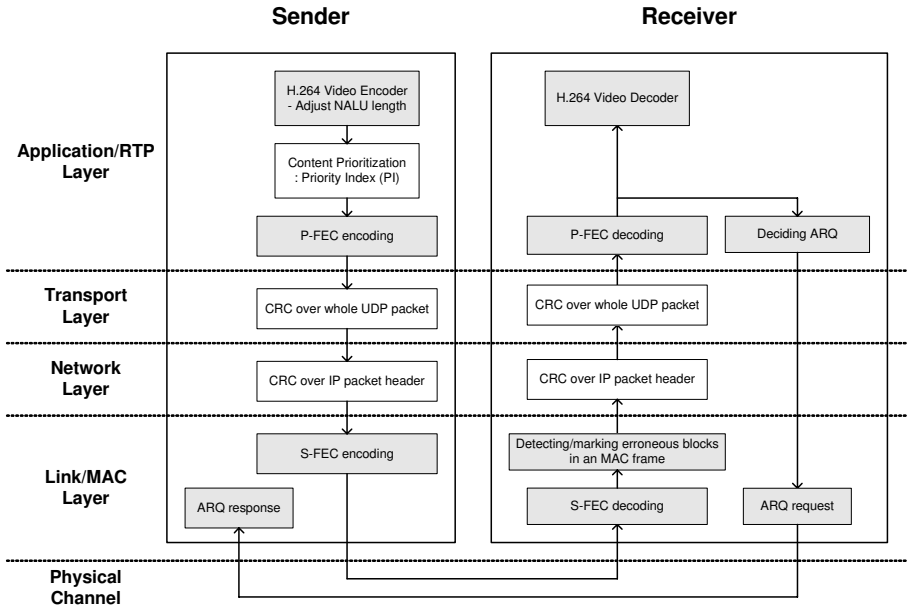 Sender
Receiver
Application/RTP
Layer
H.264 Video Encoder
- Adjust NALU length
Content Prioritization
: Priority Index (PI)
P-FEC encoding
H.264 Video Decoder
P-FEC decoding
Deciding ARQ
Transport
Layer
CRC over whole UDP packet
CRC over whole UDP packet
Network
Layer
CRC over IP packet header
CRC over IP packet header
Link/MAC
Layer
S-FEC encoding
ARQ response
Detecting/marking erroneous blocks
in an MAC frame
S-FEC decoding
ARQ request
Physical
Channel